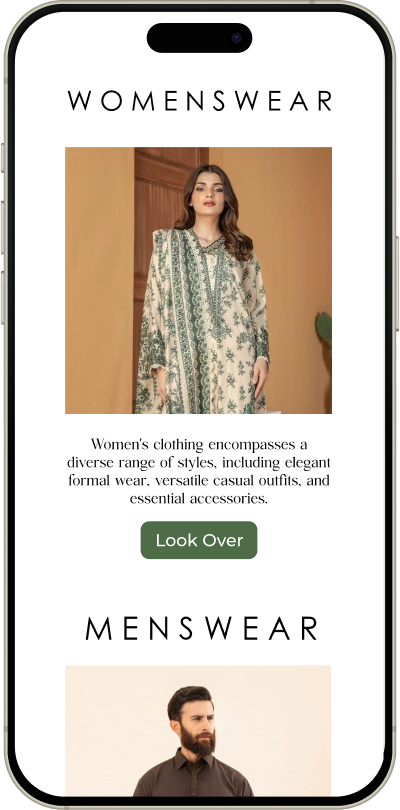 WOMENSWEAR
Women's clothing encompasses a
diverse range of styles, including elegant
formal wear, versatile casual outfits, and
essential accessories.
Look Over
MENSWEAR